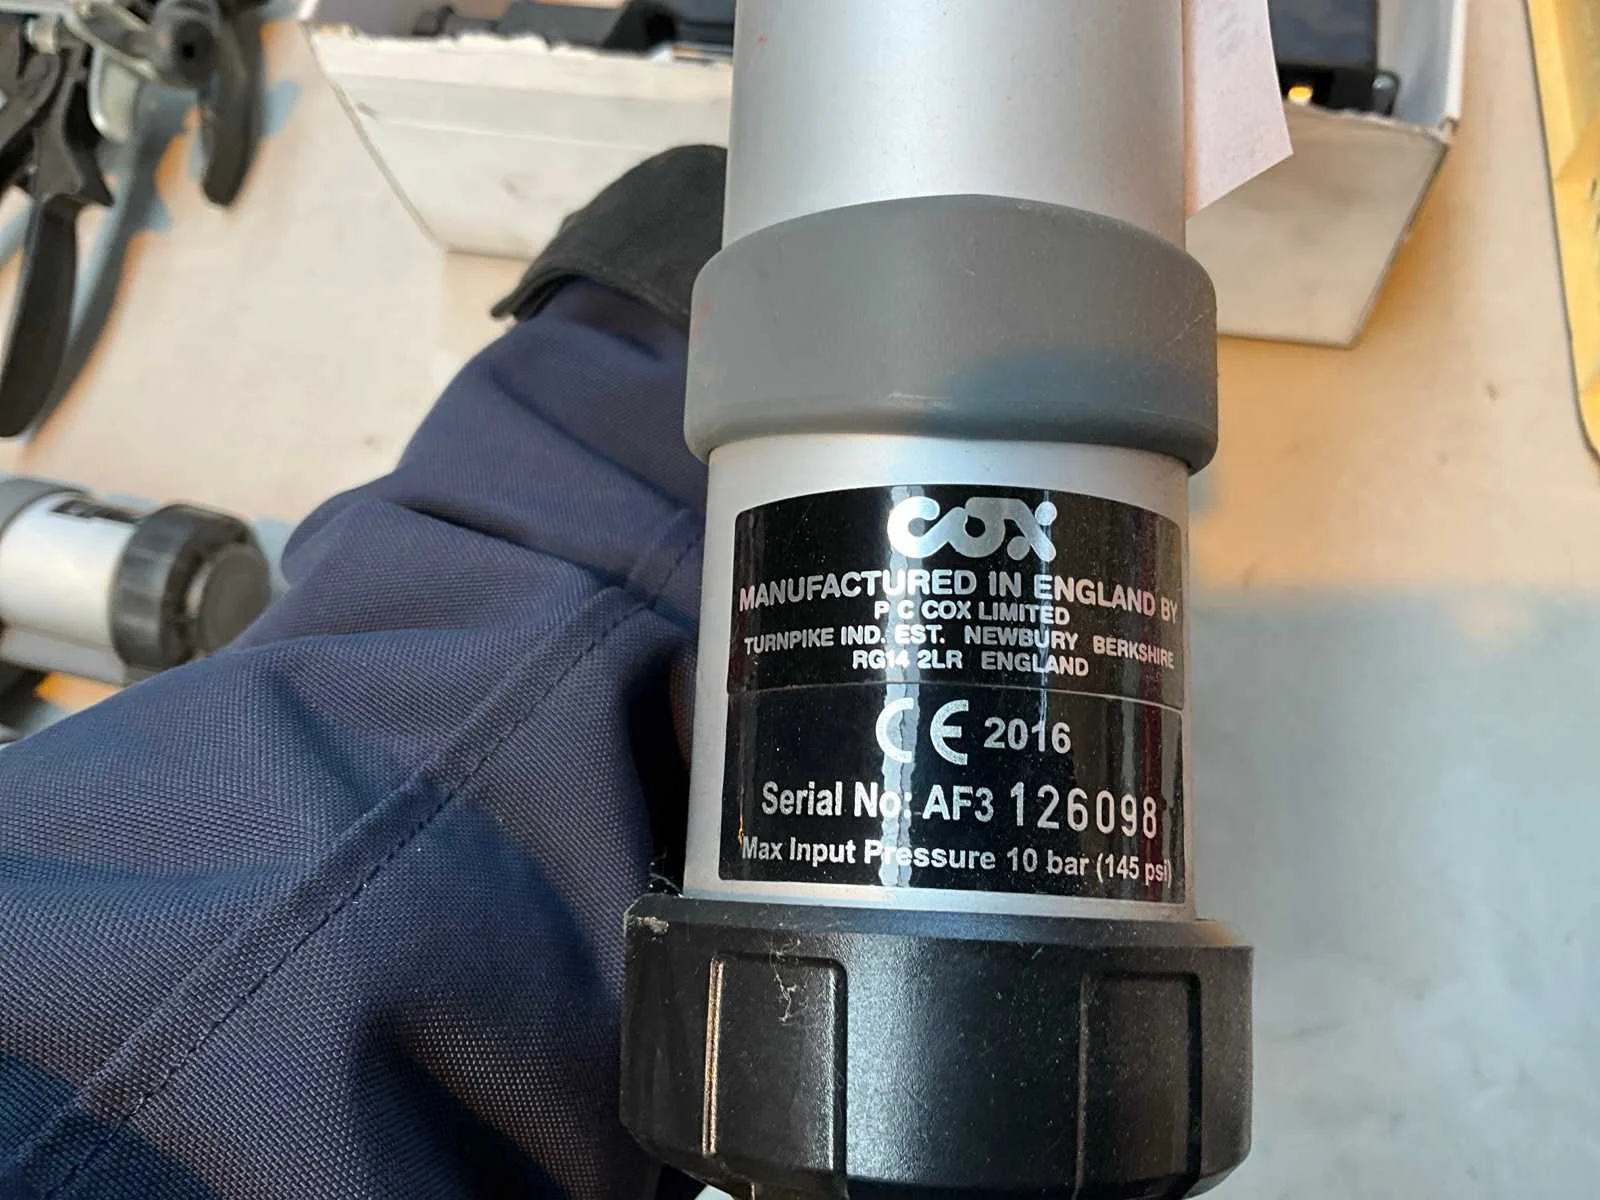 COX
MANUFACTURED IN ENGLAND BY
P C COX LIMITED
TURNPIKE IND. EST. NEWBURY BERKSHIRE
RG14 2LR ENGLAND
CE 2016
Serial No: AF3 126098
Max Input Pressure 10 bar (145 psi)